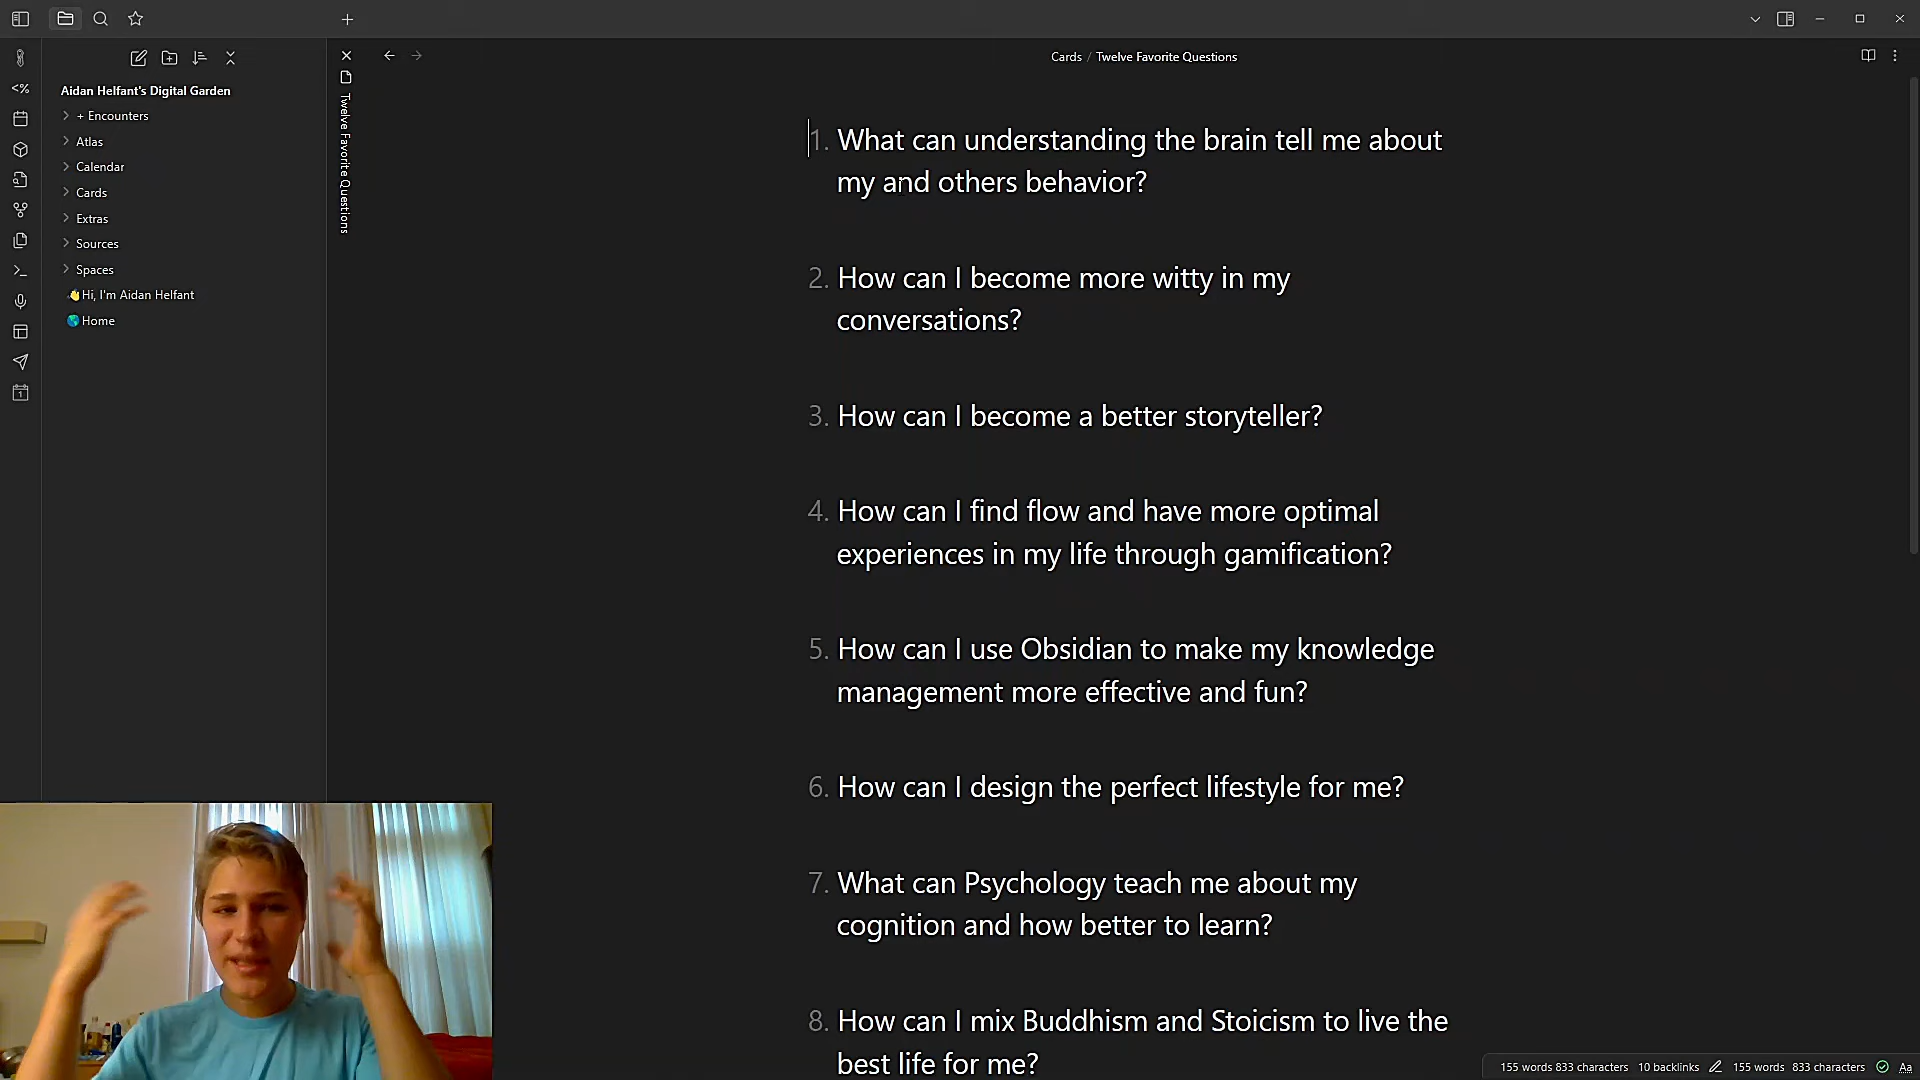 Cards / Twelve Favorite Questions
Aidan Helfant's Digital Garden
+ Encounters
Atlas
Calendar
Cards
Extras
Sources
Spaces
👋Hi, I'm Aidan Helfant
🌎Home
Twelve Favorite Questions
1. What can understanding the brain tell me about
my and others behavior?
2. How can I become more witty in my
conversations?
3. How can I become a better storyteller?
4. How can I find flow and have more optimal
experiences in my life through gamification?
5. How can I use Obsidian to make my knowledge
management more effective and fun?
6. How can I design the perfect lifestyle for me?
7. What can Psychology teach me about my
cognition and how better to learn?
8. How can I mix Buddhism and Stoicism to live the
best life for me?
155 words 833 characters 10 backlinks 155 words 833 characters Aa